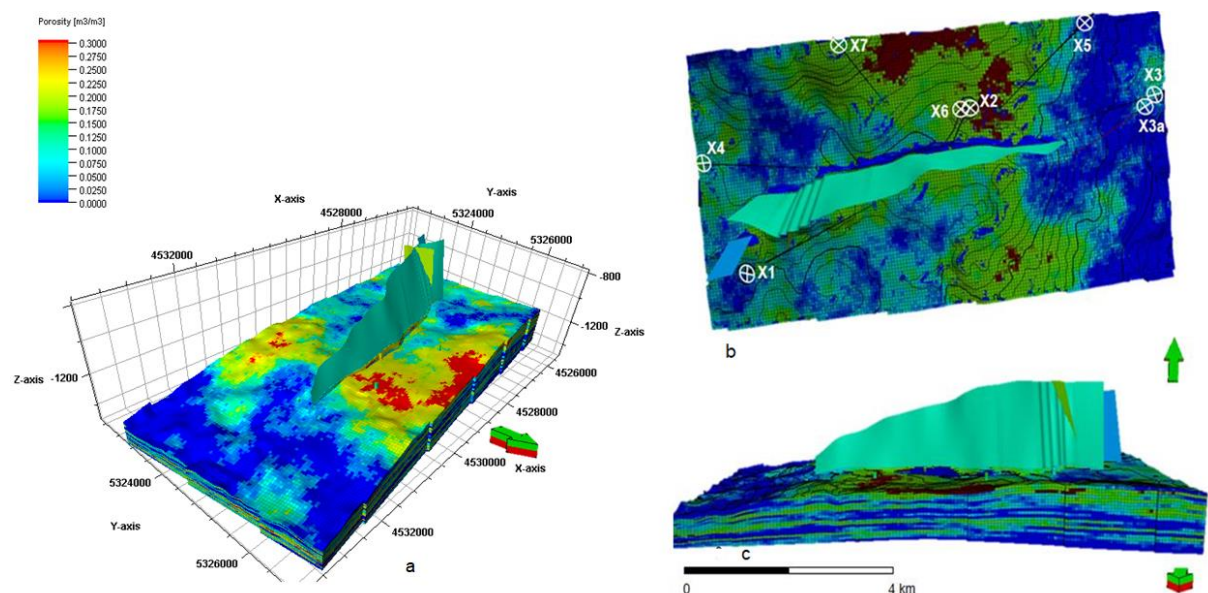 Porosity [m3/m3]
0.3000
0.2750
0.2500
0.2250
0.2000
0.1750
0.1500
0.1250
0.1000
0.0750
0.0500
0.0250
0.0000
X-axis
Y-axis
4532000
4528000
5324000
5326000
-800
-1200
Z-axis
Z-axis
-1200
4526000
4528000
4530000
X-axis
4532000
5324000
Y-axis
5326000
a
X7
X5
X6
X2
X3
X3a
X4
X1
b
c
0
4 km